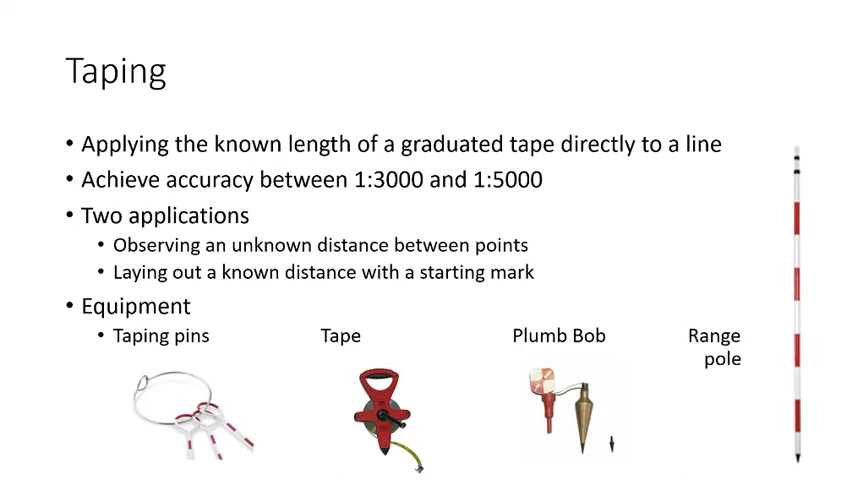 Taping
• Applying the known length of a graduated tape directly to a line
• Achieve accuracy between 1:3000 and 1:5000
• Two applications
• Observing an unknown distance between points
• Laying out a known distance with a starting mark
• Equipment
• Taping pins Tape Plumb Bob Range
pole